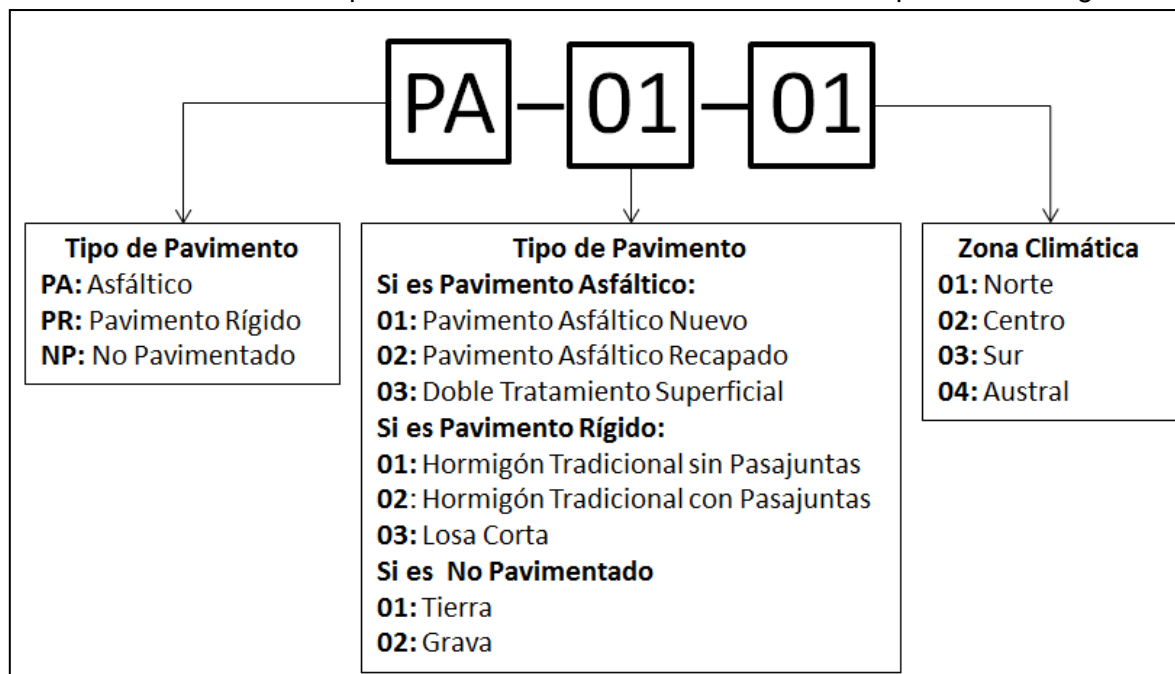 PA – 01 – 01
Tipo de Pavimento
PA: Asfáltico
PR: Pavimento Rígido
NP: No Pavimentado
Tipo de Pavimento
Si es Pavimento Asfáltico:
01: Pavimento Asfáltico Nuevo
02: Pavimento Asfáltico Recapado
03: Doble Tratamiento Superficial
Si es Pavimento Rígido:
01: Hormigón Tradicional sin Pasajuntas
02: Hormigón Tradicional con Pasajuntas
03: Losa Corta
Si es No Pavimentado
01: Tierra
02: Grava
Zona Climática
01: Norte
02: Centro
03: Sur
04: Austral